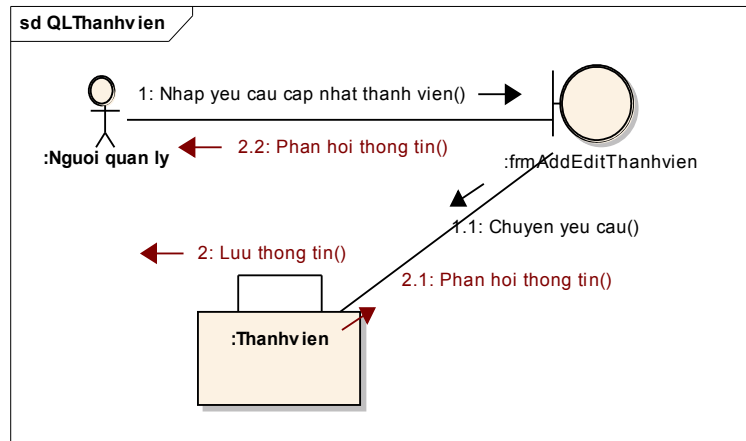 sd QLThanhvien
1: Nhap yeu cau cap nhat thanh vien()
2.2: Phan hoi thong tin()
:Nguoi quan ly
:frmAddEditThanhvien
1.1: Chuyen yeu cau()
2: Luu thong tin()
2.1: Phan hoi thong tin()
:Thanhvien